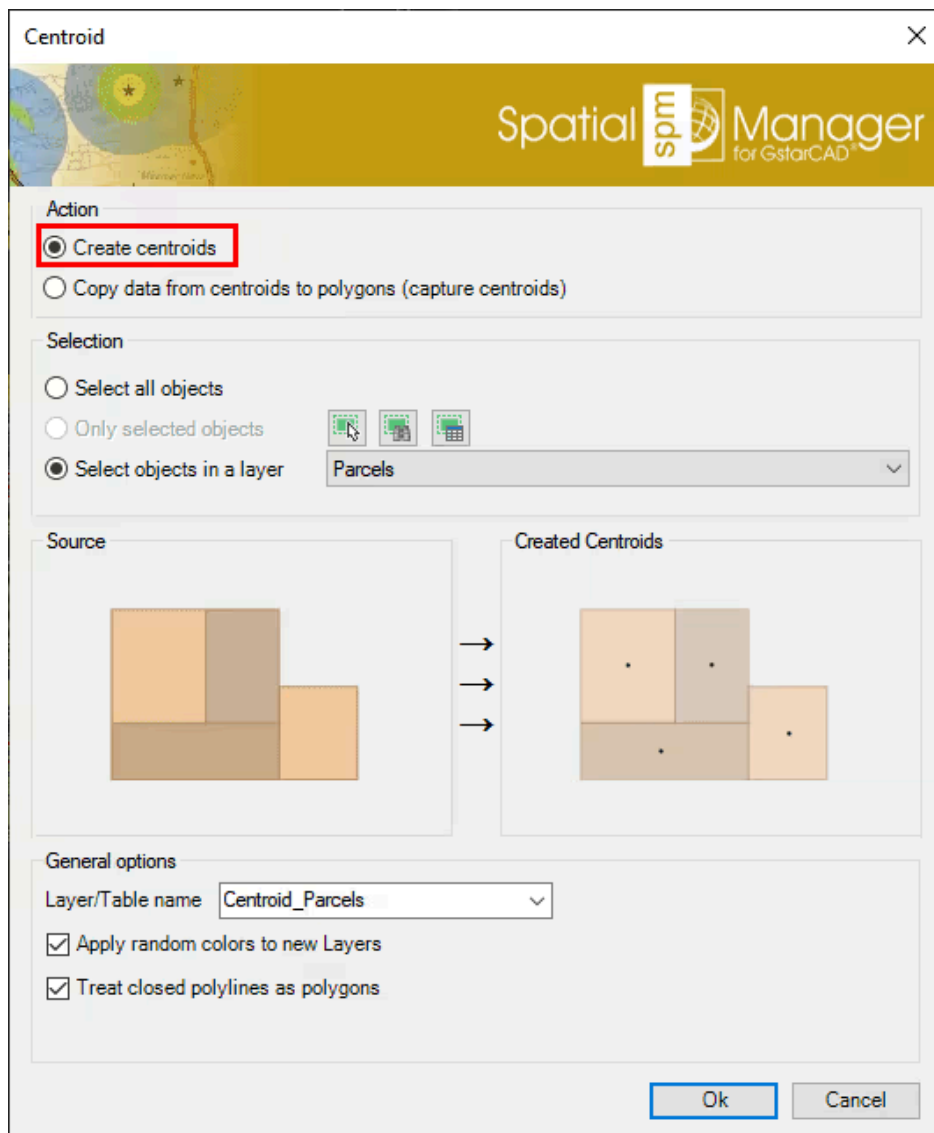 Centroid
Spatial spm Manager
for GstarCAD®
Action
Create centroids
Copy data from centroids to polygons (capture centroids)
Selection
Select all objects
Only selected objects
Select objects in a layer Parcels
Source Created Centroids
General options
Layer/Table name Centroid_Parcels
Apply random colors to new Layers
Treat closed polylines as polygons
Ok Cancel